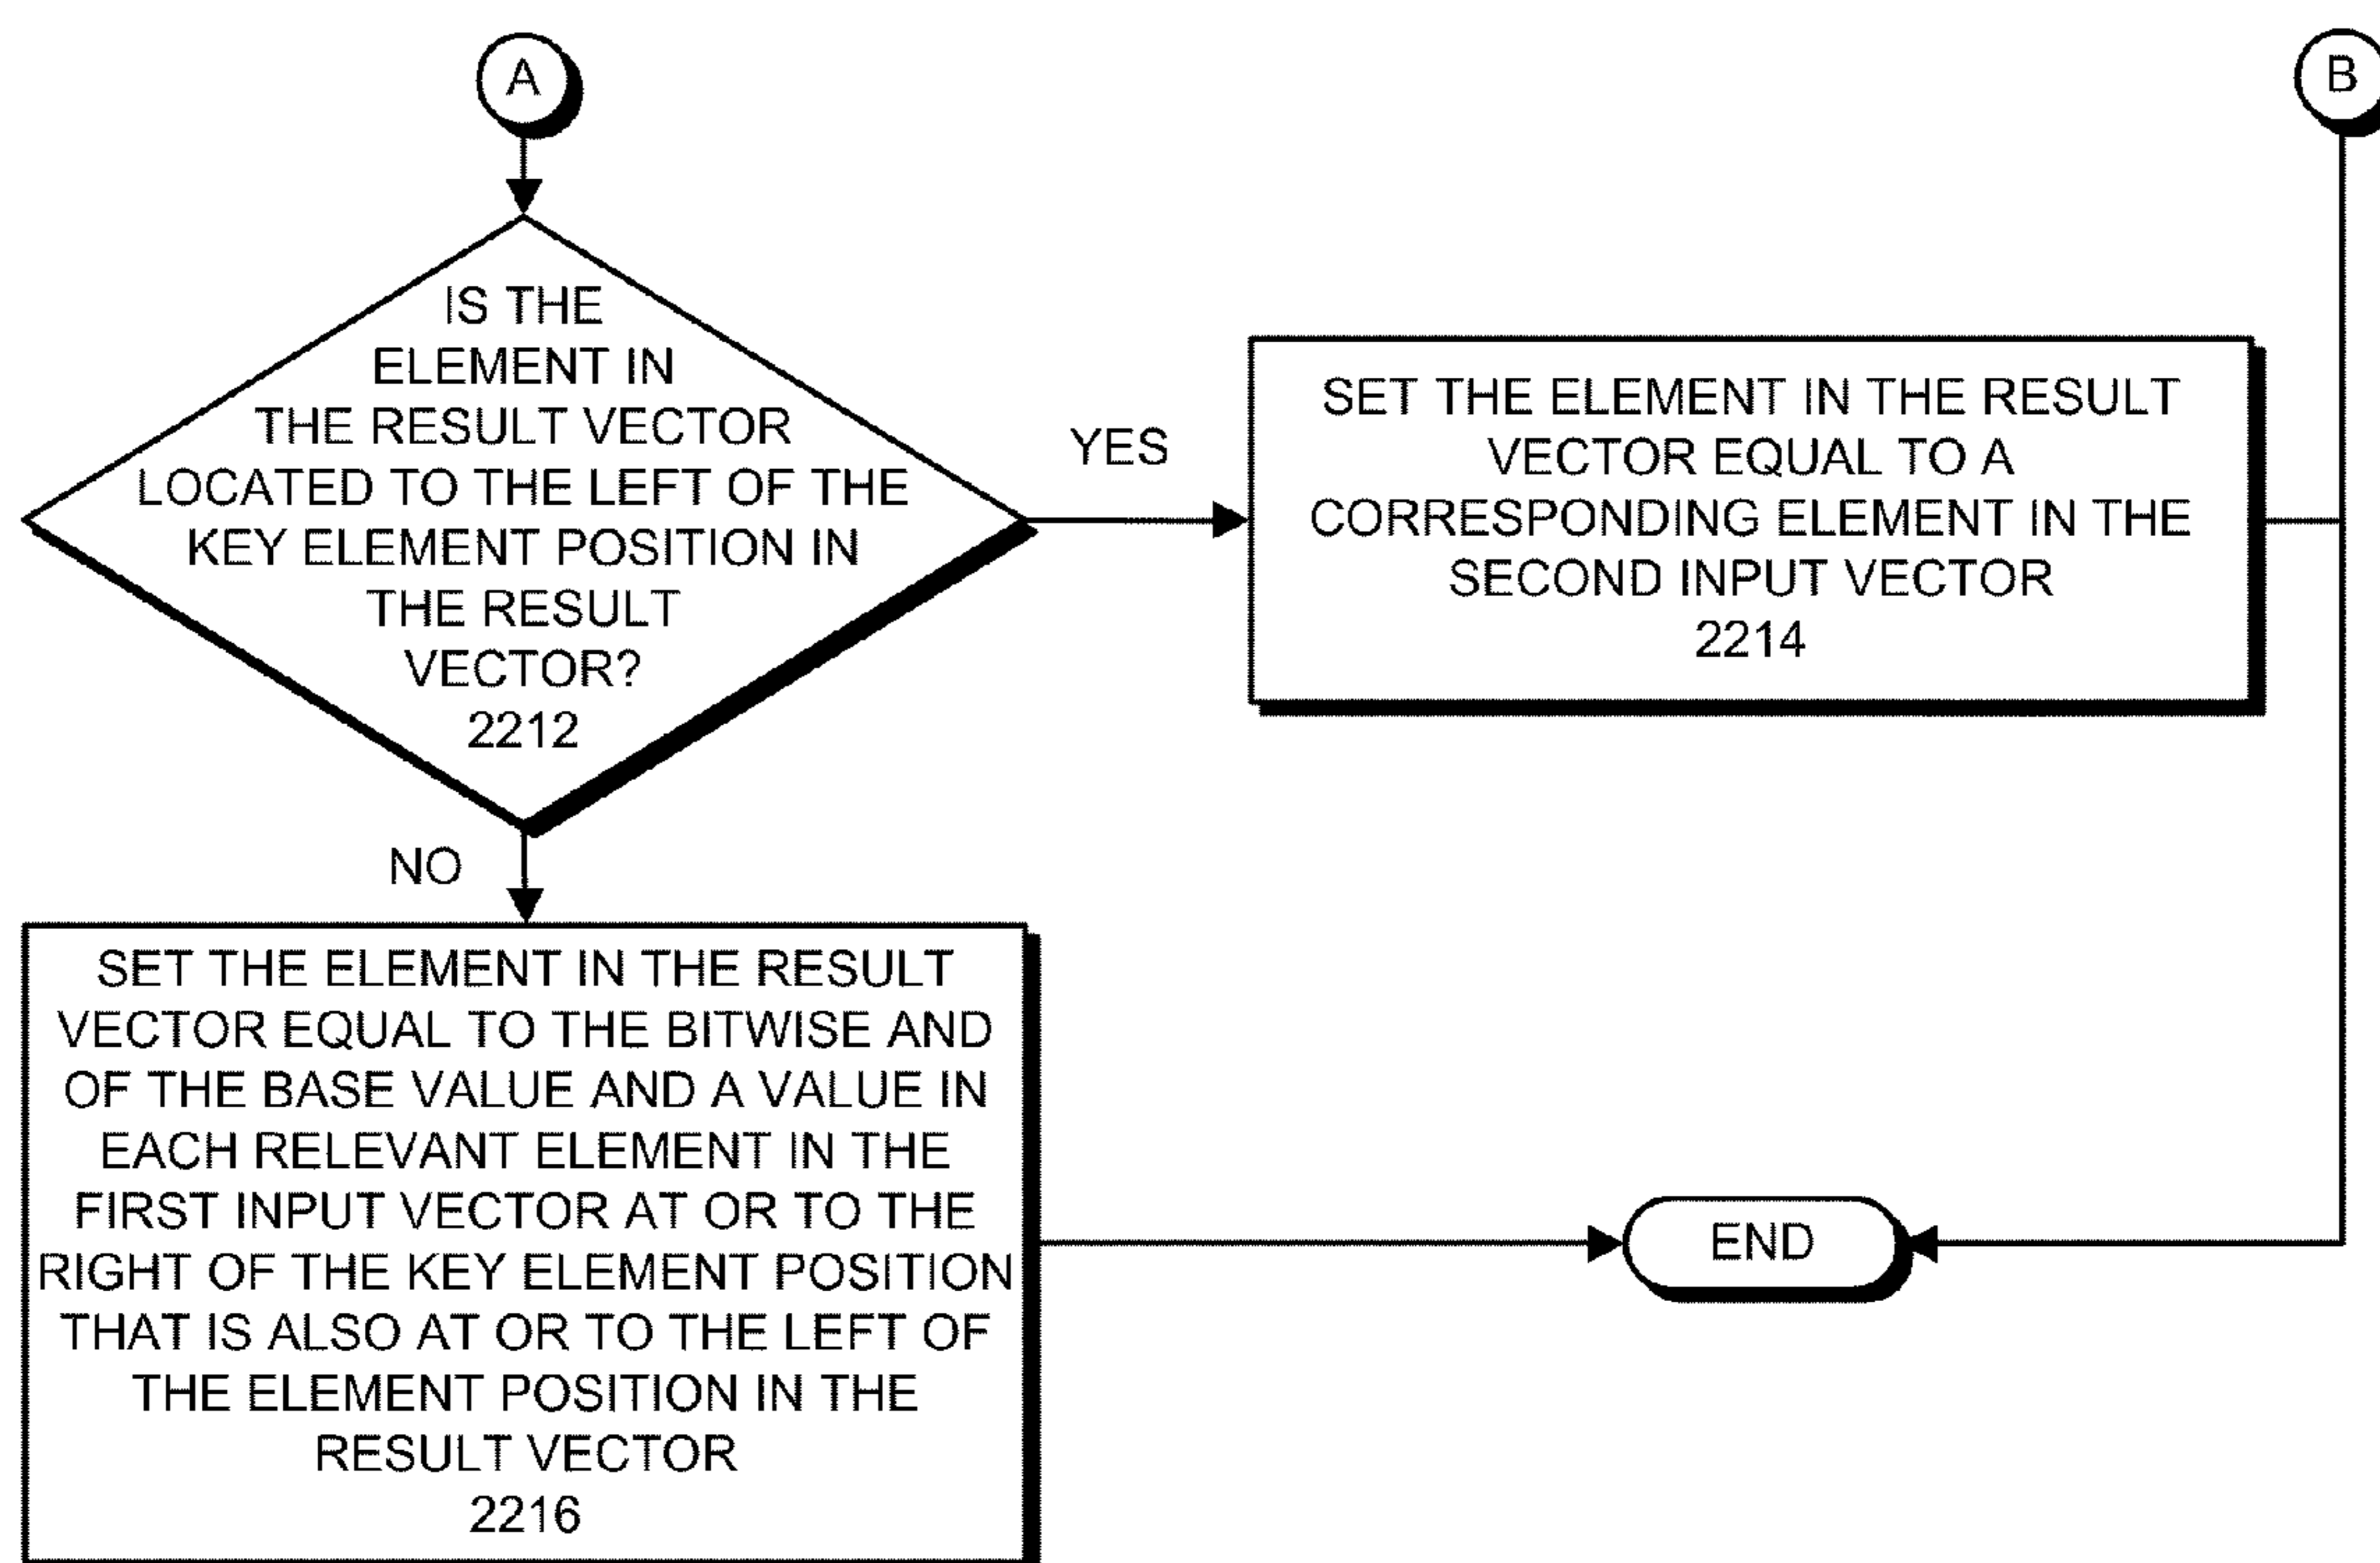 A
B
IS THE
ELEMENT IN
THE RESULT VECTOR
LOCATED TO THE LEFT OF THE
KEY ELEMENT POSITION IN
THE RESULT
VECTOR?
2212
YES
SET THE ELEMENT IN THE RESULT
VECTOR EQUAL TO A
CORRESPONDING ELEMENT IN THE
SECOND INPUT VECTOR
2214
NO
SET THE ELEMENT IN THE RESULT
VECTOR EQUAL TO THE BITWISE AND
OF THE BASE VALUE AND A VALUE IN
EACH RELEVANT ELEMENT IN THE
FIRST INPUT VECTOR AT OR TO THE
RIGHT OF THE KEY ELEMENT POSITION
THAT IS ALSO AT OR TO THE LEFT OF
THE ELEMENT POSITION IN THE
RESULT VECTOR
2216
END